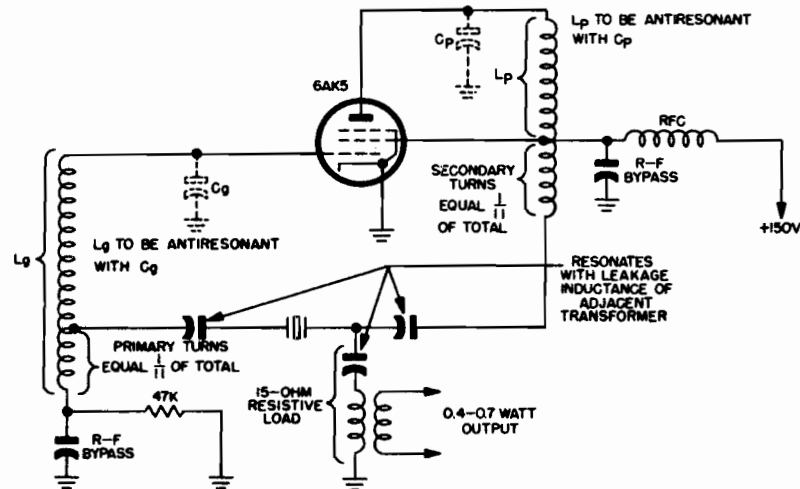 6AK5
Cp
Lp TO BE ANTIRESONANT
WITH Cp
Lp
RFC
R-F
BYPASS
+150V
SECONDARY
TURNS
EQUAL 1/11
OF TOTAL
Cg
Lg
Lg TO BE ANTIRESONANT
WITH Cg
RESONATES
WITH LEAKAGE
INDUCTANCE OF
ADJACENT
TRANSFORMER
PRIMARY TURNS
EQUAL 1/11 OF TOTAL
47K
R-F
BYPASS
15-OHM
RESISTIVE
LOAD
0.4-0.7 WATT
OUTPUT